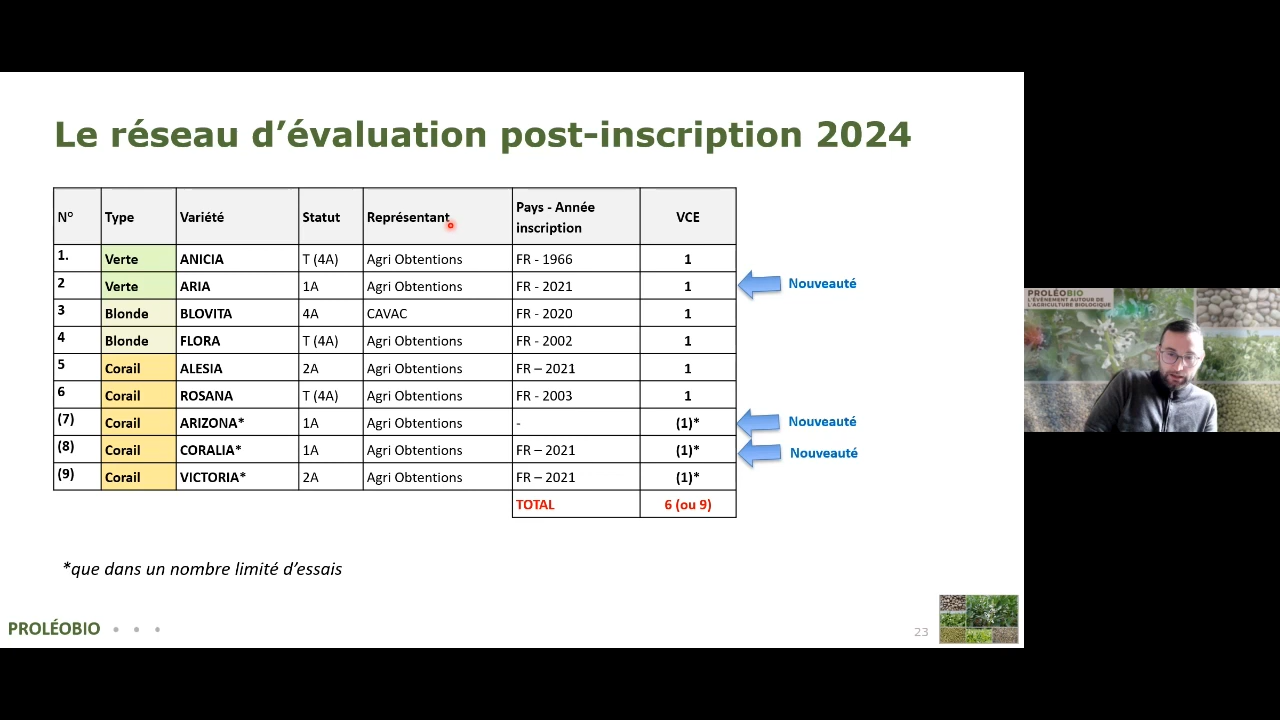 Le réseau d'évaluation post-inscription 2024
N° Type Variété Statut Représentant Pays - Année inscription VCE
1. Verte ANICIA T (4A) Agri Obtentions FR - 1966 1
2 Verte ARIA 1A Agri Obtentions FR - 2021 1 Nouveauté
3 Blonde BLOVITA 4A CAVAC FR - 2020 1
4 Blonde FLORA T (4A) Agri Obtentions FR - 2002 1
5 Corail ALESIA 2A Agri Obtentions FR – 2021 1
6 Corail ROSANA T (4A) Agri Obtentions FR - 2003 1
(7) Corail ARIZONA* 1A Agri Obtentions - (1)* Nouveauté
(8) Corail CORALIA* 1A Agri Obtentions FR – 2021 (1)* Nouveauté
(9) Corail VICTORIA* 2A Agri Obtentions FR – 2021 (1)*
TOTAL 6 (ou 9)
*que dans un nombre limité d'essais
PROLÉOBIO
23
PROLÉOBIO
L'ÉVÉNEMENT AUTOUR DE
L'AGRICULTURE BIOLOGIQUE